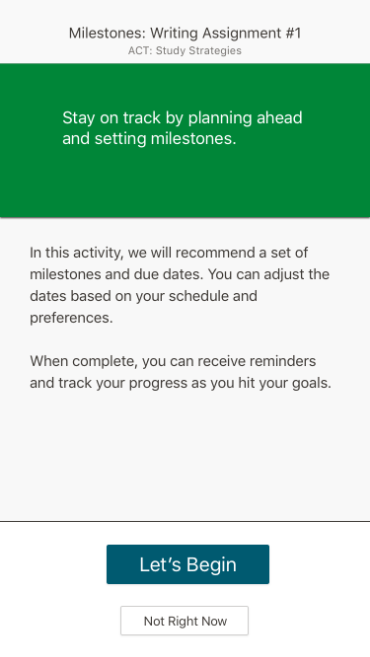 Milestones: Writing Assignment #1
ACT: Study Strategies
Stay on track by planning ahead
and setting milestones.
In this activity, we will recommend a set of
milestones and due dates. You can adjust the
dates based on your schedule and
preferences.
When complete, you can receive reminders
and track your progress as you hit your goals.
Let's Begin
Not Right Now